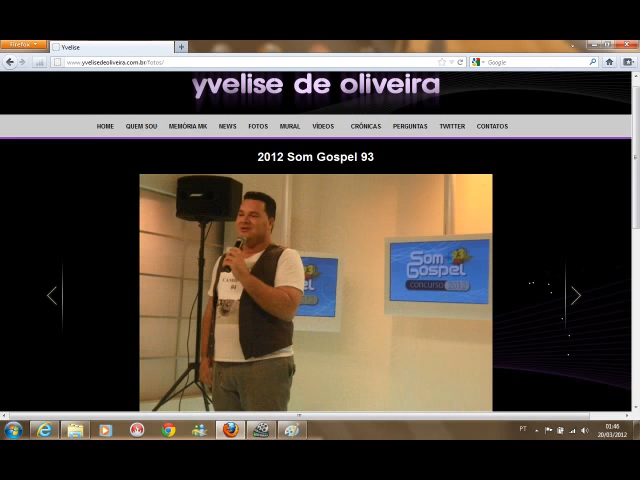 Firefox
Yvelise
www.yvelisedeoliveira.com.br/fotos/
Google
yvelise de oliveira
HOME QUEM SOU MEMÓRIA MK NEWS FOTOS MURAL VÍDEOS CRÔNICAS PERGUNTAS TWITTER CONTATOS
2012 Som Gospel 93
Som
Gospel
concurso
PT
01:46
20/03/2012